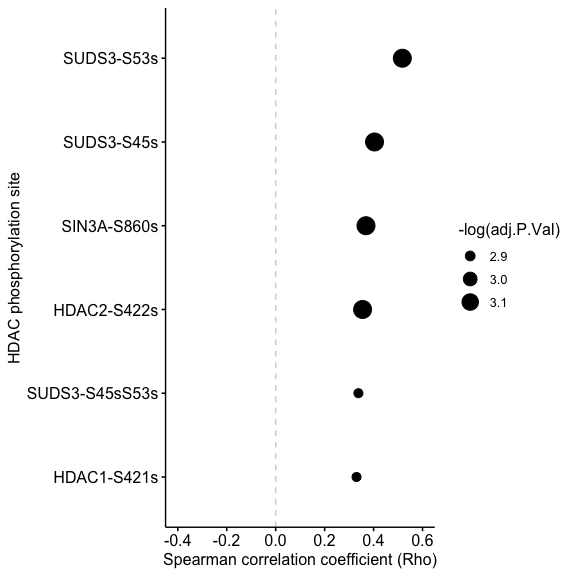 HDAC phosphorylation site
SUDS3-S53s
SUDS3-S45s
SIN3A-S860s
HDAC2-S422s
SUDS3-S45sS53s
HDAC1-S421s
-0.4 -0.2 0.0 0.2 0.4 0.6
Spearman correlation coefficient (Rho)
-log(adj.P.Val)
2.9
3.0
3.1